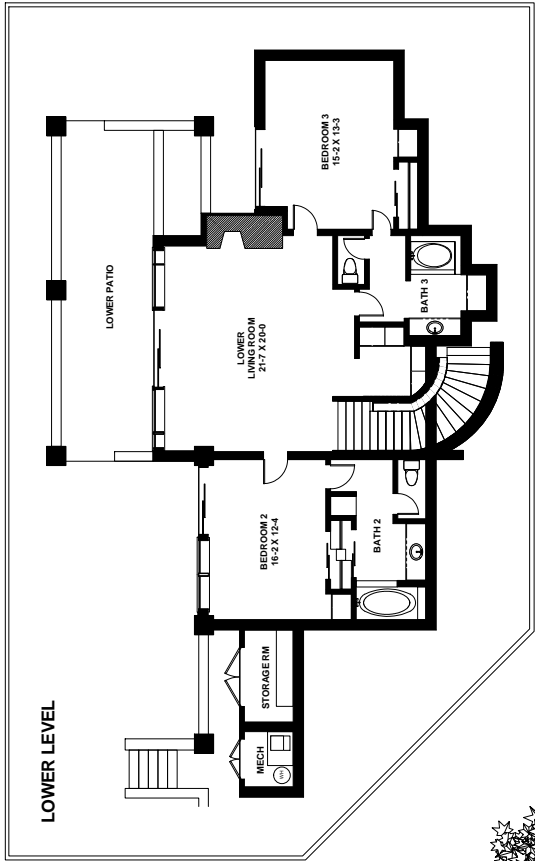 LOWER LEVEL
LOWER PATIO
BEDROOM 3
15-2 X 13-3
LOWER
LIVING ROOM
21-7 X 20-0
BATH 3
BEDROOM 2
16-2 X 12-4
BATH 2
STORAGE RM
MECH
WH